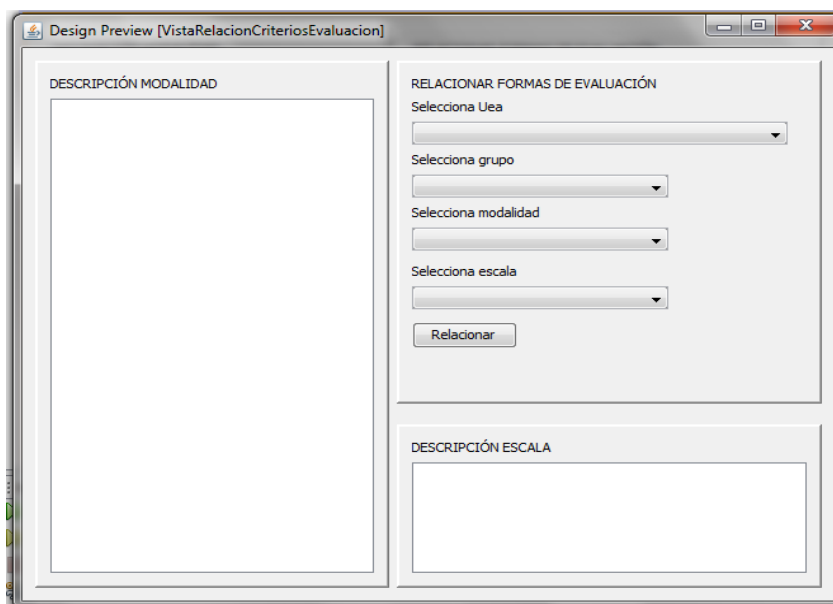 Design Preview [VistaRelacionCriteriosEvaluacion]
DESCRIPCIÓN MODALIDAD
RELACIONAR FORMAS DE EVALUACIÓN
Selecciona Uea
Selecciona grupo
Selecciona modalidad
Selecciona escala
Relacionar
DESCRIPCIÓN ESCALA